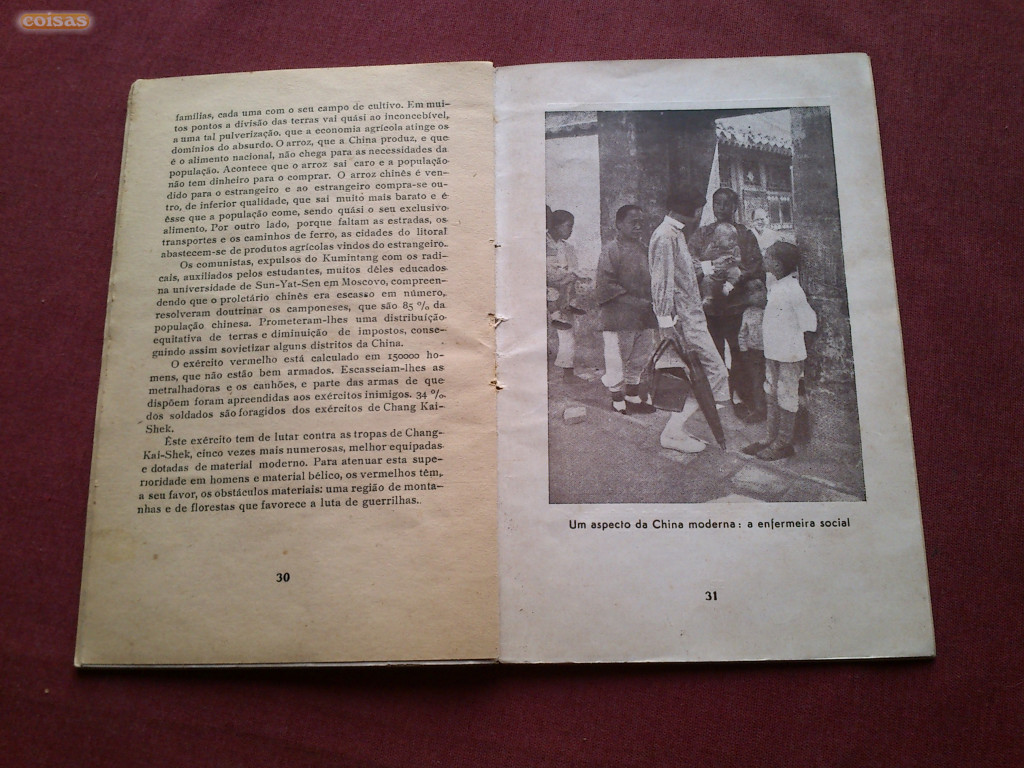 coisas
famílias, cada uma com o seu campo de cultivo. Em mui-
tos pontos a divisão das terras vai quási ao inconcebível,
a uma tal pulverização, que a economia agrícola atinge os
domínios do absurdo. O arroz, que a China produz, e que
é o alimento nacional, não chega para as necessidades da
população. Acontece que o arroz sai caro e a população
não tem dinheiro para o comprar. O arroz chinês é ven-
dido para o estrangeiro e ao estrangeiro compra-se ou-
tro, de inferior qualidade, que sai muito mais barato e é
êsse que a população come, sendo quási o seu exclusivo
alimento. Por outro lado, porque faltam as estradas, os
transportes e os caminhos de ferro, as cidades do litoral
abastecem-se de produtos agrícolas vindos do estrangeiro.
Os comunistas, expulsos do Kumintang com os radi-
cais, auxiliados pelos estudantes, muitos dêles educados
na universidade de Sun-Yat-Sen em Moscovo, compreen-
dendo que o proletário chinês era escasso em número,
resolveram doutrinar os camponeses, que são 85 % da
população chinesa. Prometeram-lhes uma distribuição
equitativa de terras e diminuição de impostos, conse-
guindo assim sovietizar alguns distritos da China.
O exército vermelho está calculado em 150000 ho-
mens, que não estão bem armados. Escasseiam-lhes as
metralhadoras e os canhões, e parte das armas de que
dispõem foram apreendidas aos exércitos inimigos. 34 %
dos soldados são foragidos dos exércitos de Chang Kai-
Shek.
Êste exército tem de lutar contra as tropas de Chang-
Kai-Shek, cinco vezes mais numerosas, melhor equipadas
e dotadas de material moderno. Para atenuar esta supe-
rioridade em homens e material bélico, os vermelhos têm,
a seu favor, os obstáculos materiais: uma região de monta-
nhas e de florestas que favorece a luta de guerrilhas.
30
Um aspecto da China moderna: a enfermeira social
31